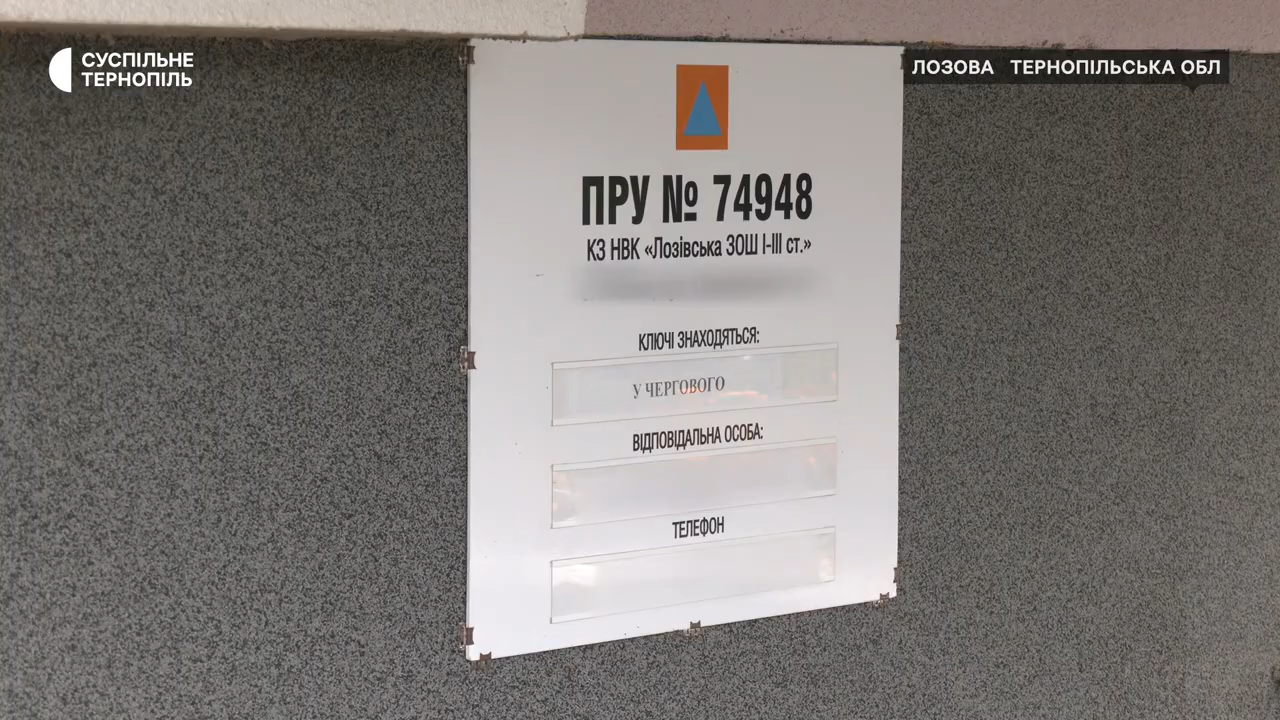 СУСПІЛЬНЕ
ТЕРНОПІЛЬ
ЛОЗОВА ТЕРНОПІЛЬСЬКА ОБЛ
ПРУ № 74948
КЗ НВК «Лозівська ЗОШ І-ІІІ ст.»
КЛЮЧІ ЗНАХОДЯТЬСЯ:
У ЧЕРГОВОГО
ВІДПОВІДАЛЬНА ОСОБА:
ТЕЛЕФОН